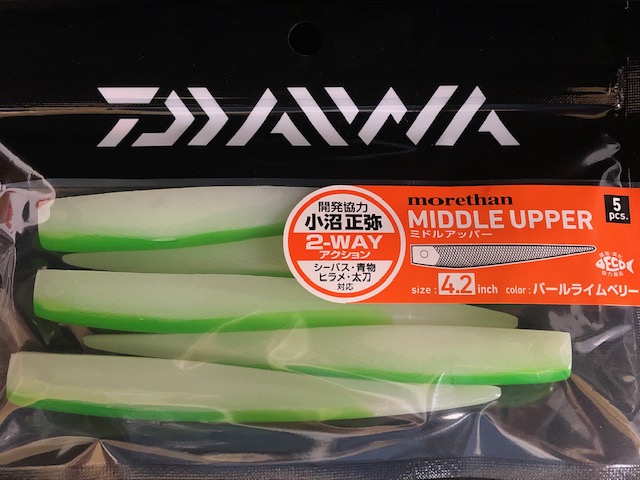 DAIWA
開発協力
小沼 正弥
2-WAY
アクション
シーバス・青物
ヒラメ・太刀
対応
morethan
MIDDLE UPPER
ミドルアッパー
5
pcs.
size : 4.2 inch color : パールライムベリー